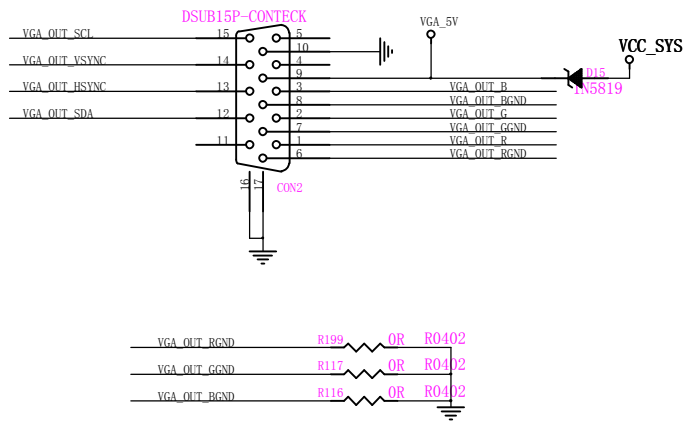 DSUB15P-CONTECK
VGA_5V
VCC_SYS
VGA_OUT_SCL 15 5
10
VGA_OUT_VSYNC 14 4
9 D15
VGA_OUT_HSYNC 13 3 VGA_OUT_B 1N5819
8 VGA_OUT_BGND
VGA_OUT_SDA 12 2 VGA_OUT_G
7 VGA_OUT_GGND
11 1 VGA_OUT_R
6 VGA_OUT_RGND
16 17 CON2
VGA_OUT_RGND R199 0R R0402
VGA_OUT_GGND R117 0R R0402
VGA_OUT_BGND R116 0R R0402